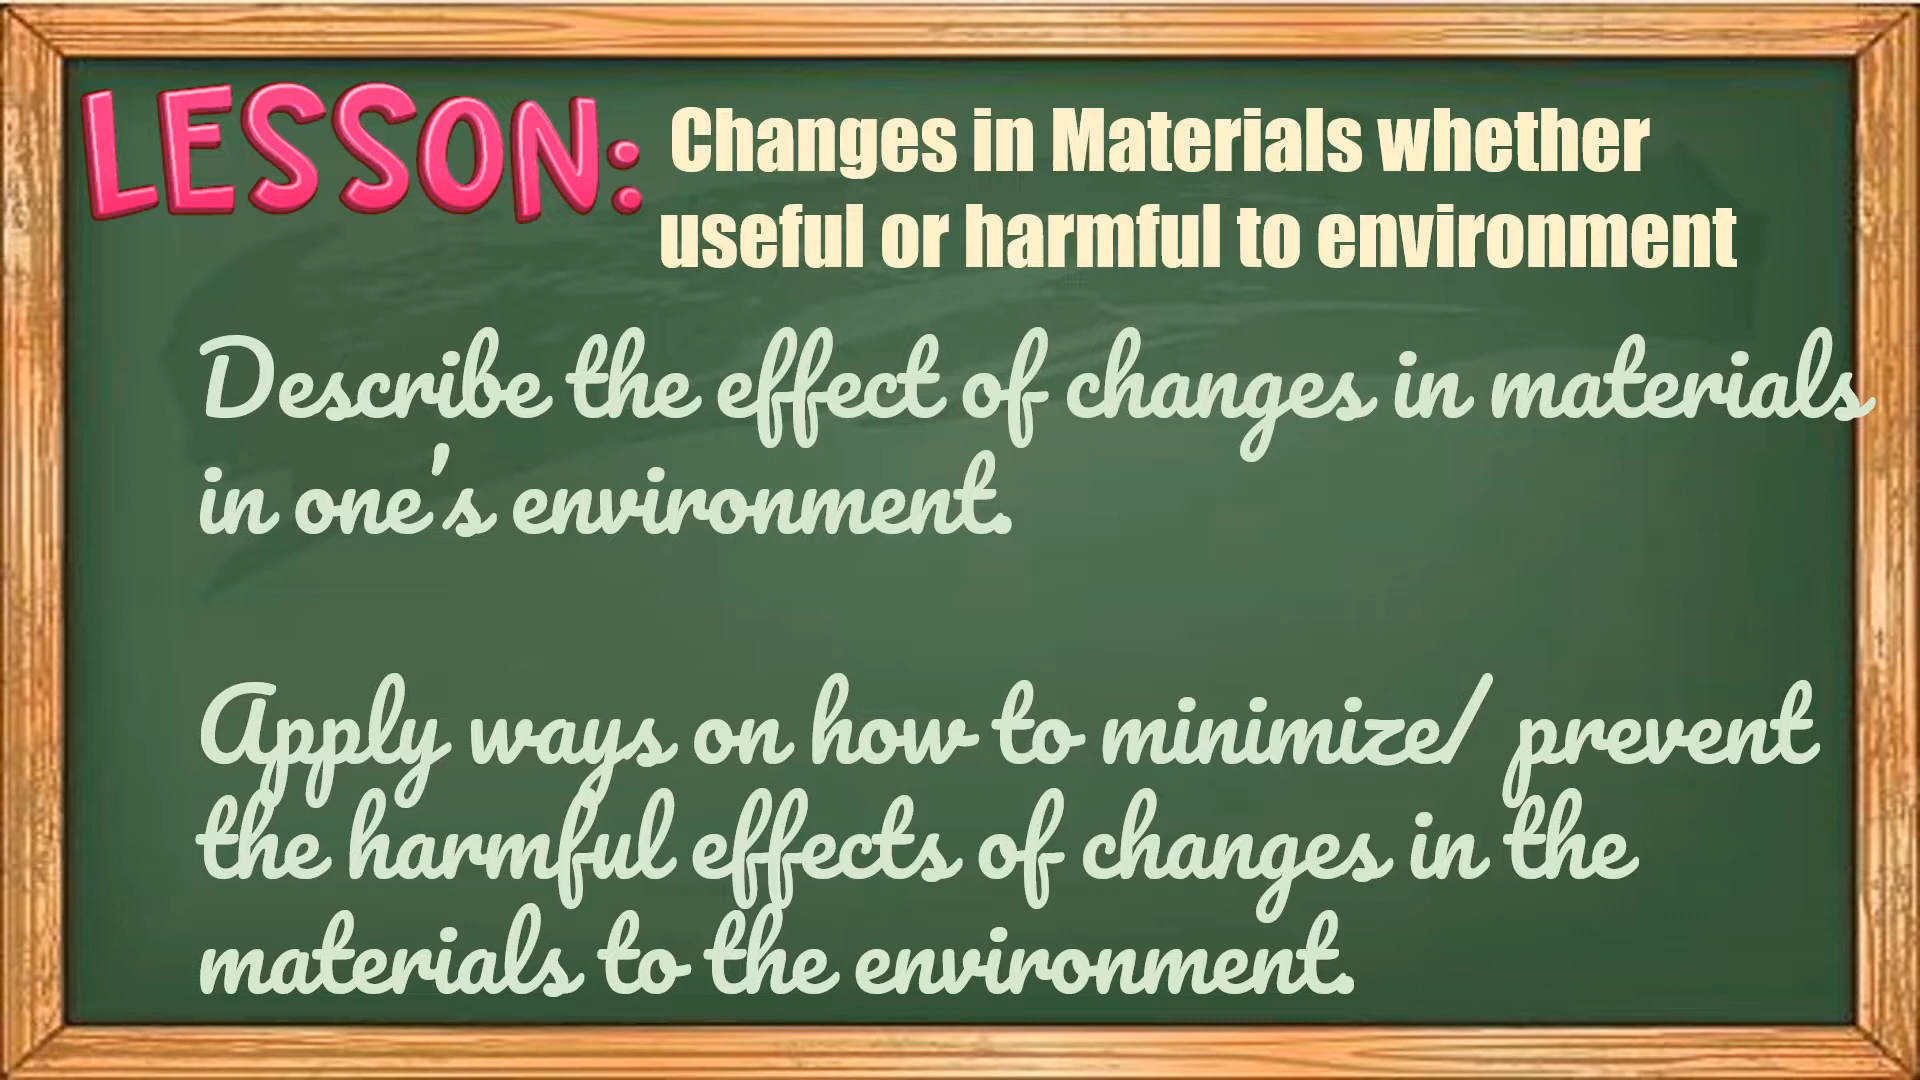 LESSON: Changes in Materials whether
useful or harmful to environment
Describe the effect of changes in materials
in one's environment.
Apply ways on how to minimize/ prevent
the harmful effects of changes in the
materials to the environment.